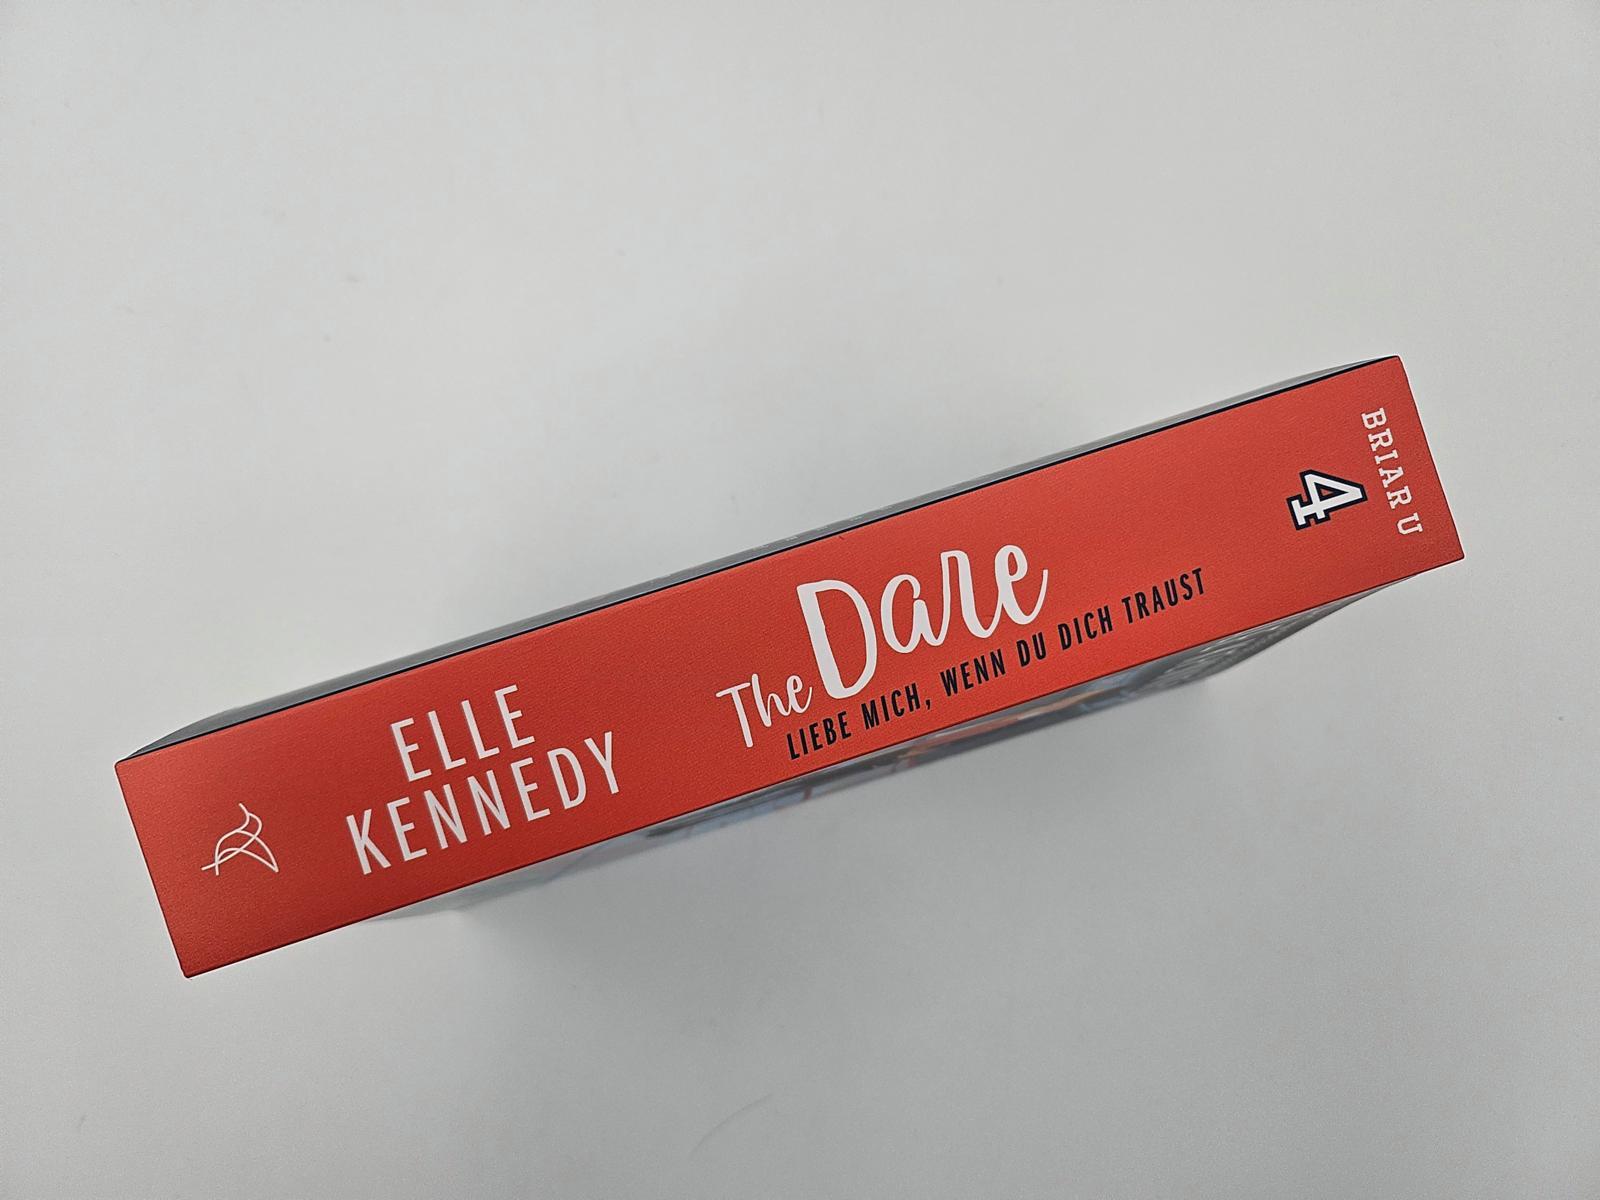 ELLE
KENNEDY
The Dare
LIEBE MICH, WENN DU DICH TRAUST
4
BRIAR U